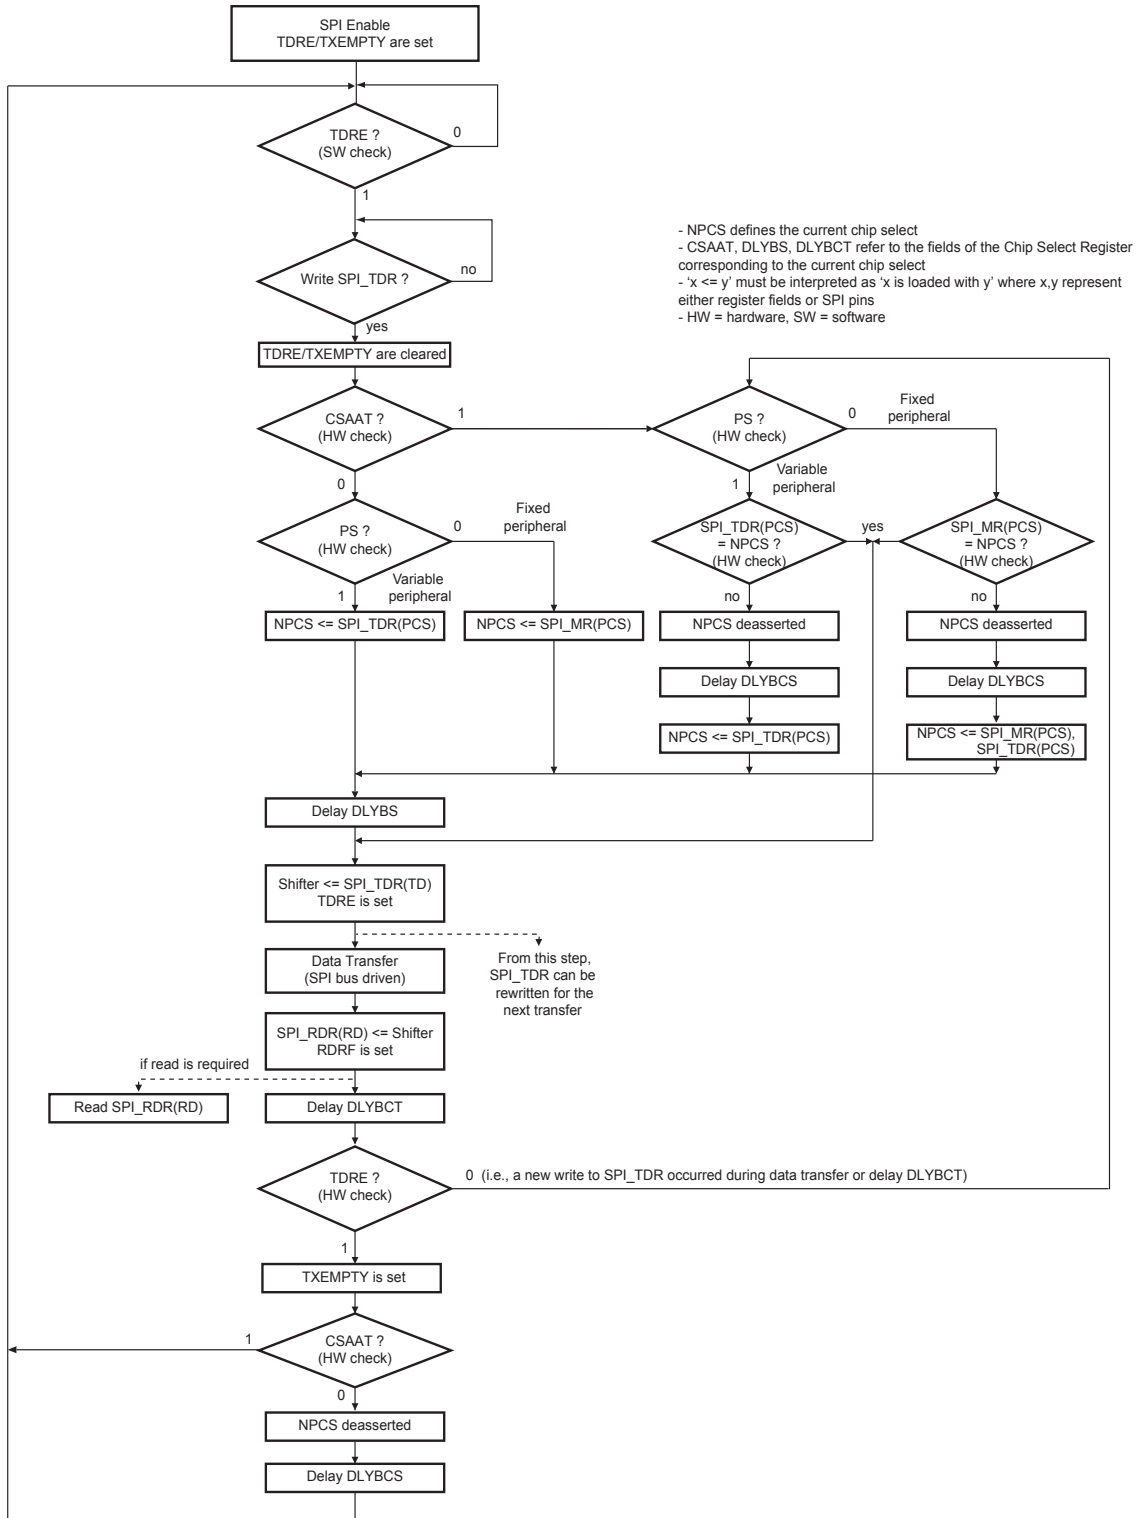 SPI Enable
TDRE/TXEMPTY are set
TDRE ?
(SW check)
0
1
- NPCS defines the current chip select
- CSAAT, DLYBS, DLYBCT refer to the fields of the Chip Select Register
corresponding to the current chip select
- ‘x <= y’ must be interpreted as ‘x is loaded with y’ where x,y represent
either register fields or SPI pins
- HW = hardware, SW = software
Write SPI_TDR ?
no
yes
TDRE/TXEMPTY are cleared
CSAAT ?
(HW check)
1
0
PS ?
(HW check)
0
Fixed
peripheral
1
Variable
peripheral
PS ?
(HW check)
0
Fixed
peripheral
1
Variable
peripheral
SPI_TDR(PCS)
= NPCS ?
(HW check)
yes
no
SPI_MR(PCS)
= NPCS ?
(HW check)
no
NPCS <= SPI_TDR(PCS)
NPCS <= SPI_MR(PCS)
NPCS deasserted
NPCS deasserted
Delay DLYBCS
Delay DLYBCS
NPCS <= SPI_TDR(PCS)
NPCS <= SPI_MR(PCS),
SPI_TDR(PCS)
Delay DLYBS
Shifter <= SPI_TDR(TD)
TDRE is set
Data Transfer
(SPI bus driven)
From this step,
SPI_TDR can be
rewritten for the
next transfer
SPI_RDR(RD) <= Shifter
RDRF is set
if read is required
Read SPI_RDR(RD)
Delay DLYBCT
TDRE ?
(HW check)
0 (i.e., a new write to SPI_TDR occurred during data transfer or delay DLYBCT)
1
TXEMPTY is set
CSAAT ?
(HW check)
1
0
NPCS deasserted
Delay DLYBCS